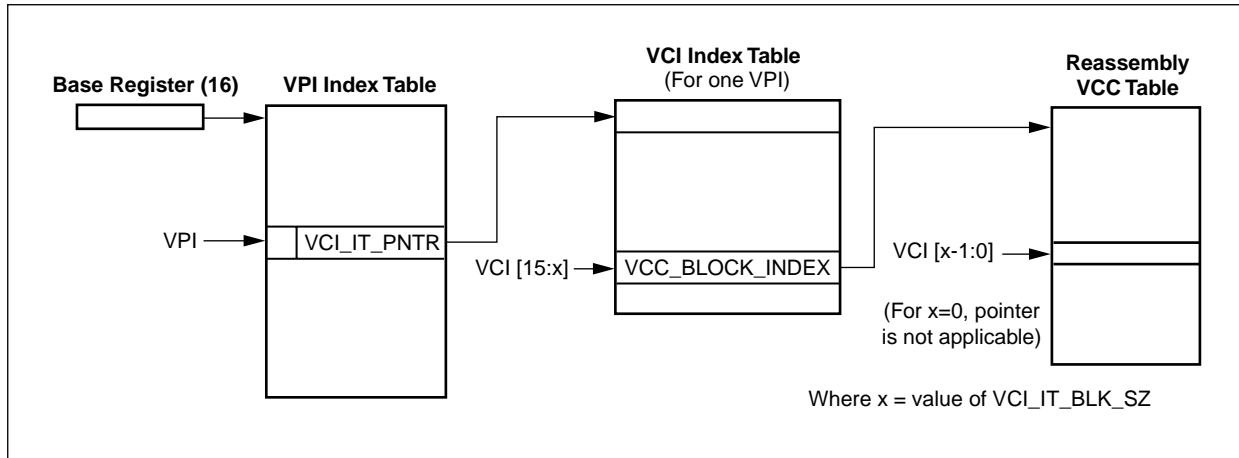 Base Register (16)
VPI Index Table
VCI Index Table
(For one VPI)
Reassembly
VCC Table
VPI
VCI_IT_PNTR
VCI [15:x]
VCC_BLOCK_INDEX
VCI [x-1:0]
(For x=0, pointer
is not applicable)
Where x = value of VCI_IT_BLK_SZ